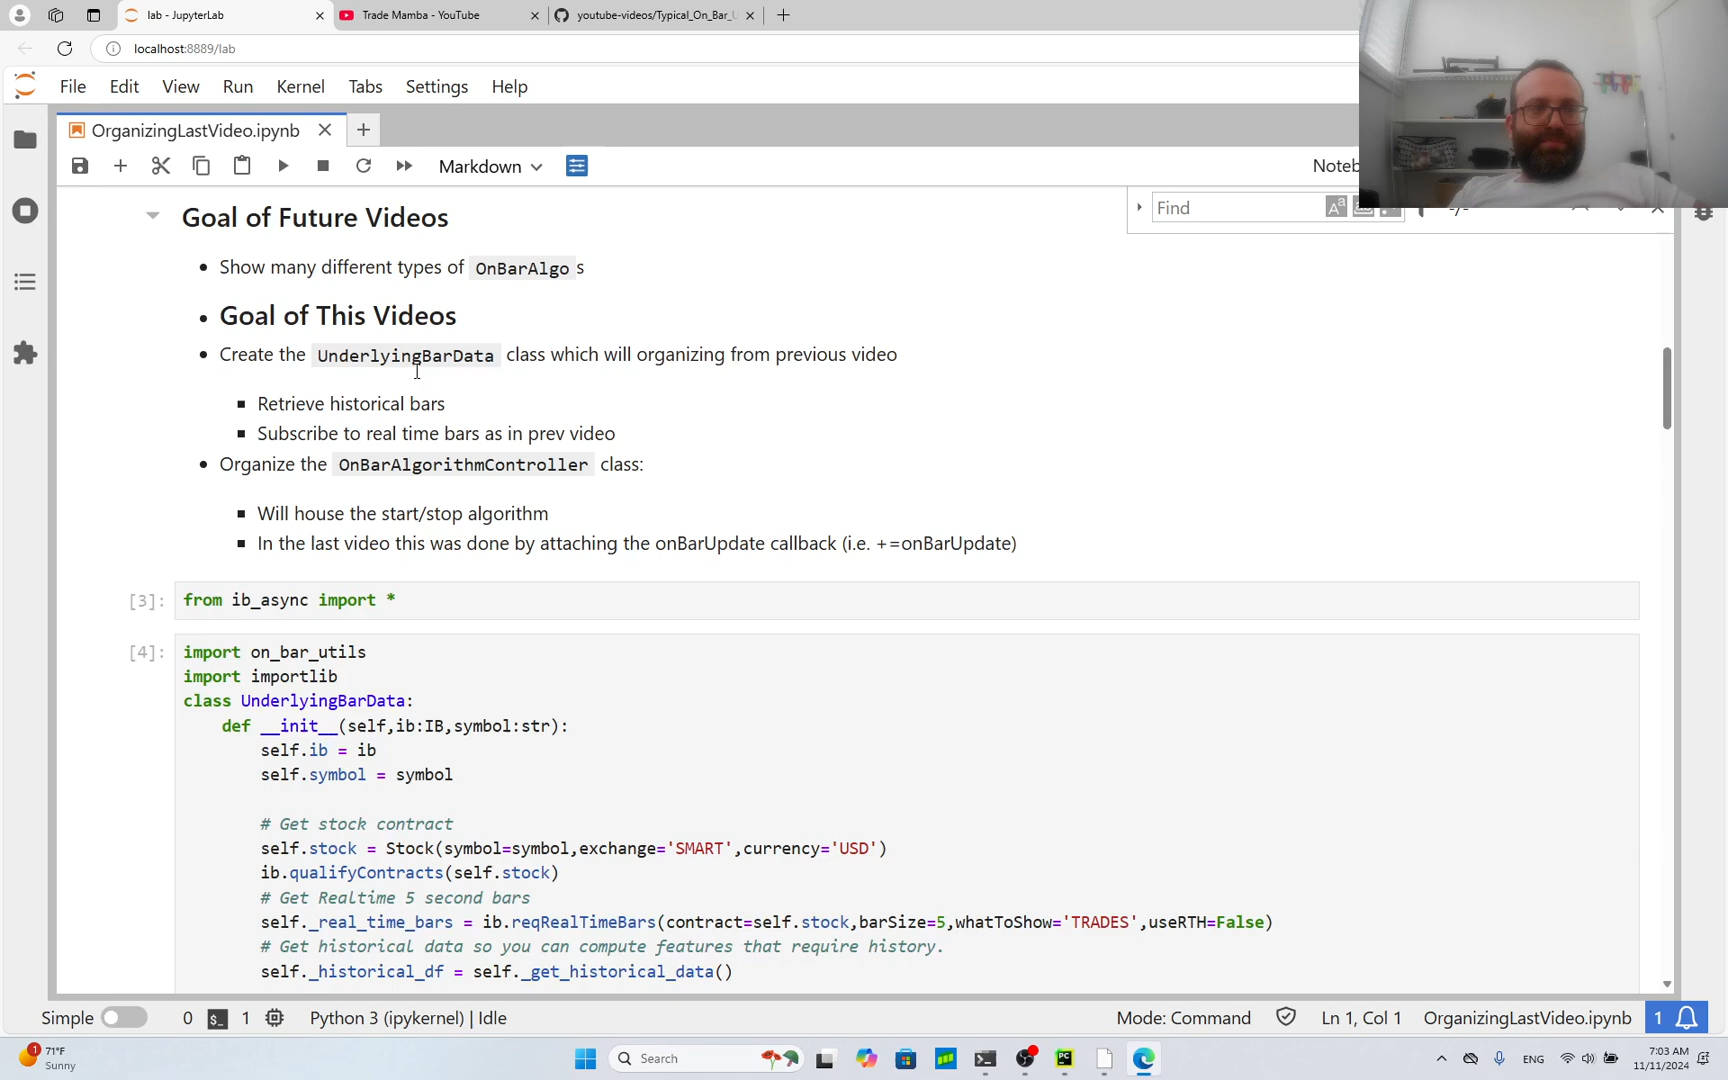 lab - JupyterLab
Trade Mamba - YouTube
youtube-videos/Typical_On_Bar_U
localhost:8889/lab
File Edit View Run Kernel Tabs Settings Help
OrganizingLastVideo.ipynb
Markdown
Noteb
Find
Goal of Future Videos
Show many different types of OnBarAlgo s
Goal of This Videos
Create the UnderlyingBarData class which will organizing from previous video
Retrieve historical bars
Subscribe to real time bars as in prev video
Organize the OnBarAlgorithmController class:
Will house the start/stop algorithm
In the last video this was done by attaching the onBarUpdate callback (i.e. +=onBarUpdate)
[3]: from ib_async import *
[4]: import on_bar_utils
import importlib
class UnderlyingBarData:
def __init__(self,ib:IB,symbol:str):
self.ib = ib
self.symbol = symbol
# Get stock contract
self.stock = Stock(symbol=symbol,exchange='SMART',currency='USD')
ib.qualifyContracts(self.stock)
# Get Realtime 5 second bars
self._real_time_bars = ib.reqRealTimeBars(contract=self.stock,barSize=5,whatToShow='TRADES',useRTH=False)
# Get historical data so you can compute features that require history.
self._historical_df = self._get_historical_data()
Simple 0 $_ 1 Python 3 (ipykernel) | Idle Mode: Command Ln 1, Col 1 OrganizingLastVideo.ipynb 1
1 71°F
Sunny
Search
ENG
7:03 AM
11/11/2024